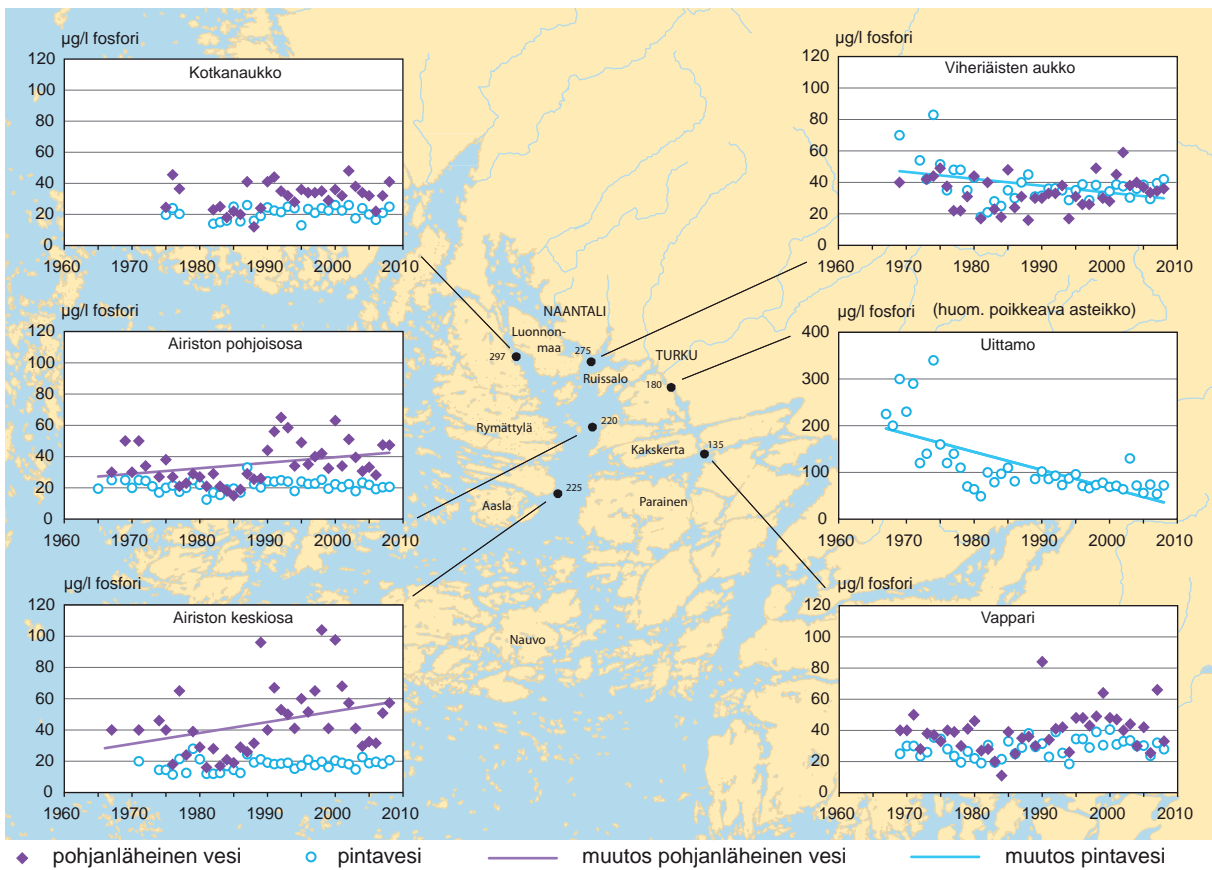 µg/l fosfori
Kotkanaukko
120
100
80
60
40
20
0
1960 1970 1980 1990 2000 2010
µg/l fosfori
Viheriäisten aukko
120
100
80
60
40
20
0
1960 1970 1980 1990 2000 2010
µg/l fosfori
Airiston pohjoisosa
120
100
80
60
40
20
0
1960 1970 1980 1990 2000 2010
µg/l fosfori (huom. poikkeava asteikko)
Uittamo
400
300
200
100
0
1960 1970 1980 1990 2000 2010
µg/l fosfori
Airiston keskiosa
120
100
80
60
40
20
0
1960 1970 1980 1990 2000 2010
µg/l fosfori
Vappari
120
100
80
60
40
20
0
1960 1970 1980 1990 2000 2010
NAANTALI
Luonnon-
maa
297
275
TURKU
Ruissalo
180
220
Rymättylä
Kakskerta
135
225
Aasla
Parainen
Nauvo
pohjanläheinen vesi pintavesi muutos pohjanläheinen vesi muutos pintavesi